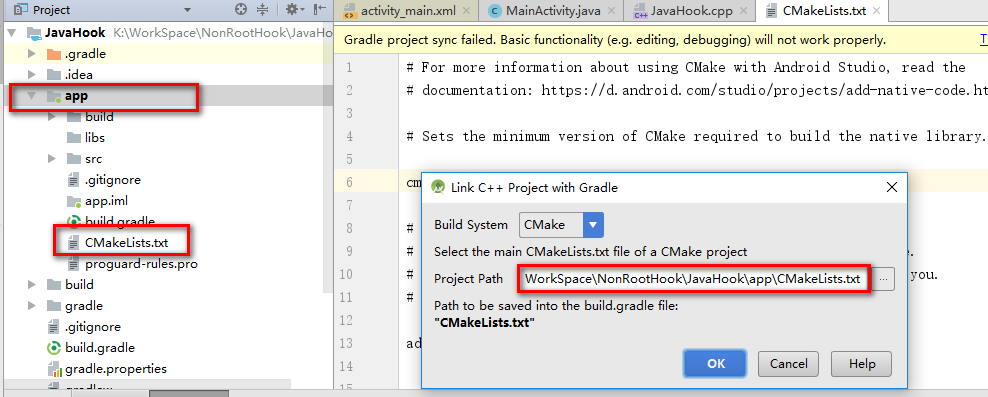 Project
activity_main.xml
MainActivity.java
JavaHook.cpp
CMakeLists.txt
JavaHook K:\WorkSpace\NonRootHook\JavaHo
.gradle
.idea
app
build
libs
src
.gitignore
app.iml
build.gradle
CMakeLists.txt
proguard-rules.pro
build
gradle
.gitignore
build.gradle
gradle.properties
gradlew
Gradle project sync failed. Basic functionality (e.g. editing, debugging) will not work properly.
1 # For more information about using CMake with Android Studio, read the
2 # documentation: https://d.android.com/studio/projects/add-native-code.ht
3
4 # Sets the minimum version of CMake required to build the native library.
5
6 cm
7
8 #
9 # .
10 # you.
11 #
12
13 ad
14
15
Link C++ Project with Gradle
Build System CMake
Select the main CMakeLists.txt file of a CMake project
Project Path WorkSpace\NonRootHook\JavaHook\app\CMakeLists.txt ...
Path to be saved into the build.gradle file:
"CMakeLists.txt"
OK Cancel Help